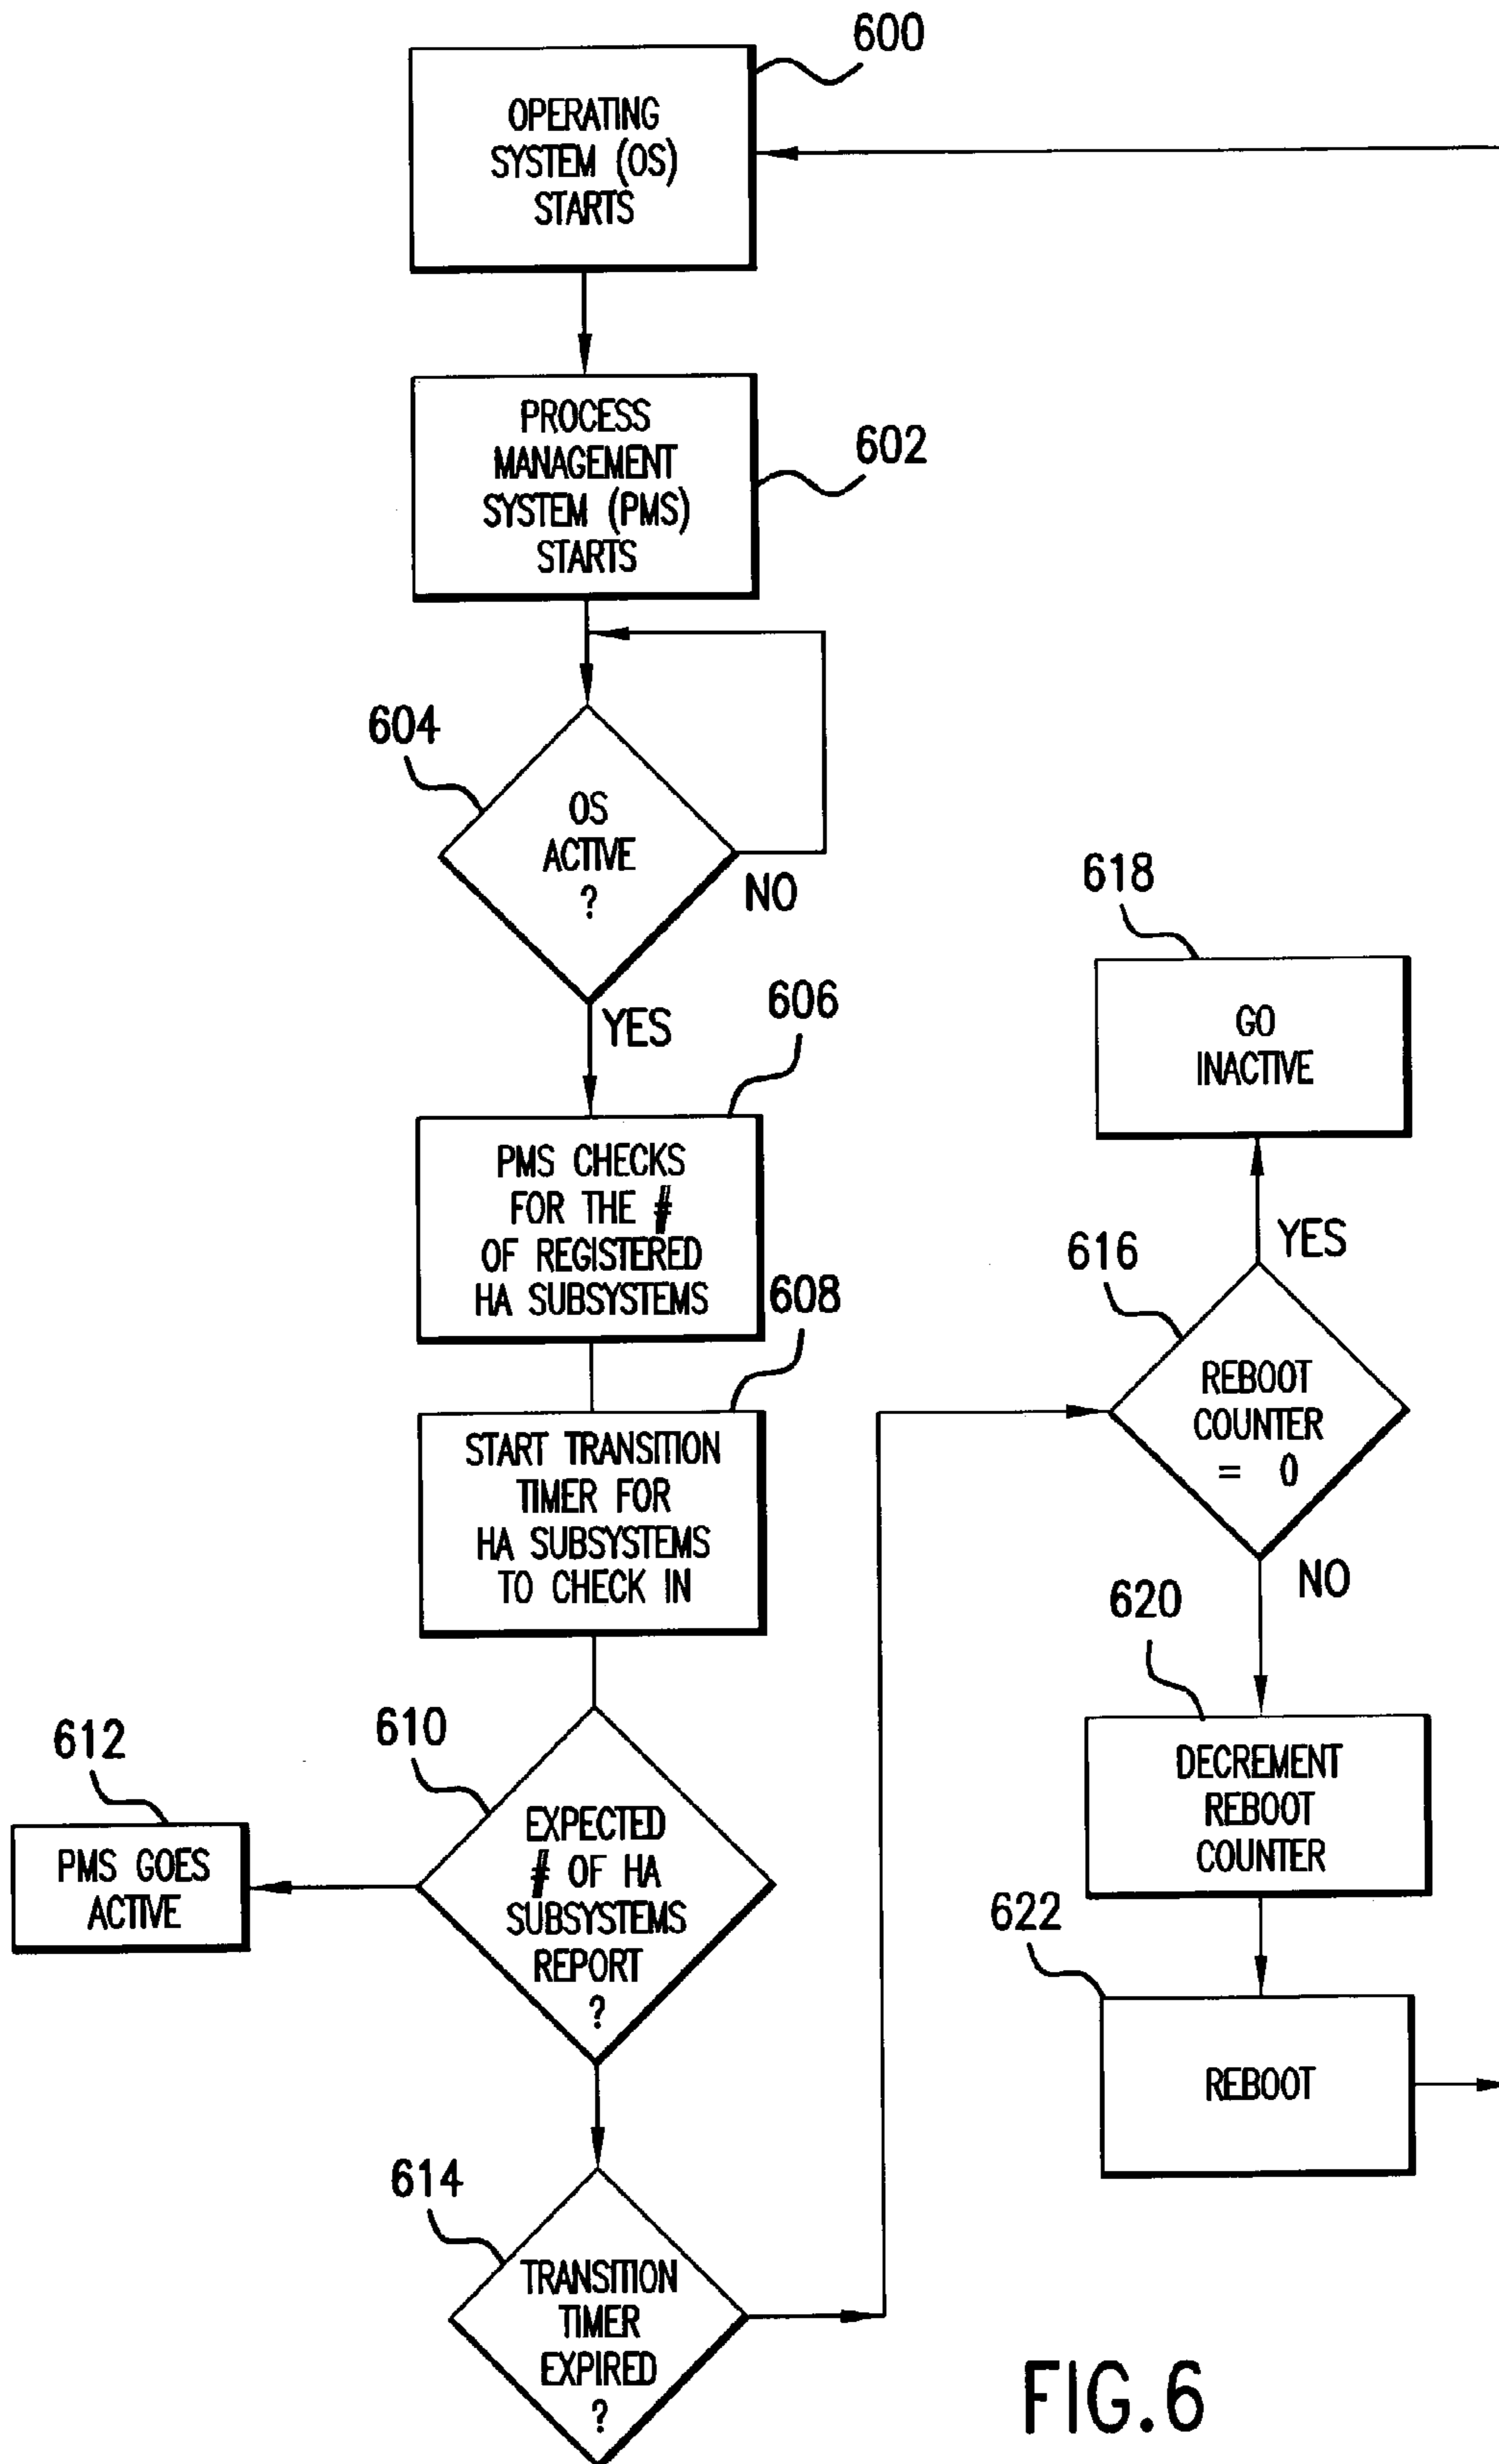 600
OPERATING
SYSTEM (OS)
STARTS
602
PROCESS
MANAGEMENT
SYSTEM (PMS)
STARTS
604
OS
ACTIVE
?
NO
YES
606
PMS CHECKS
FOR THE #
OF REGISTERED
HA SUBSYSTEMS
608
START TRANSITION
TIMER FOR
HA SUBSYSTEMS
TO CHECK IN
610
EXPECTED
# OF HA
SUBSYSTEMS
REPORT
?
612
PMS GOES
ACTIVE
614
TRANSITION
TIMER
EXPIRED
?
616
REBOOT
COUNTER
= 0
YES
618
GO
INACTIVE
NO
620
DECREMENT
REBOOT
COUNTER
622
REBOOT
FIG.6